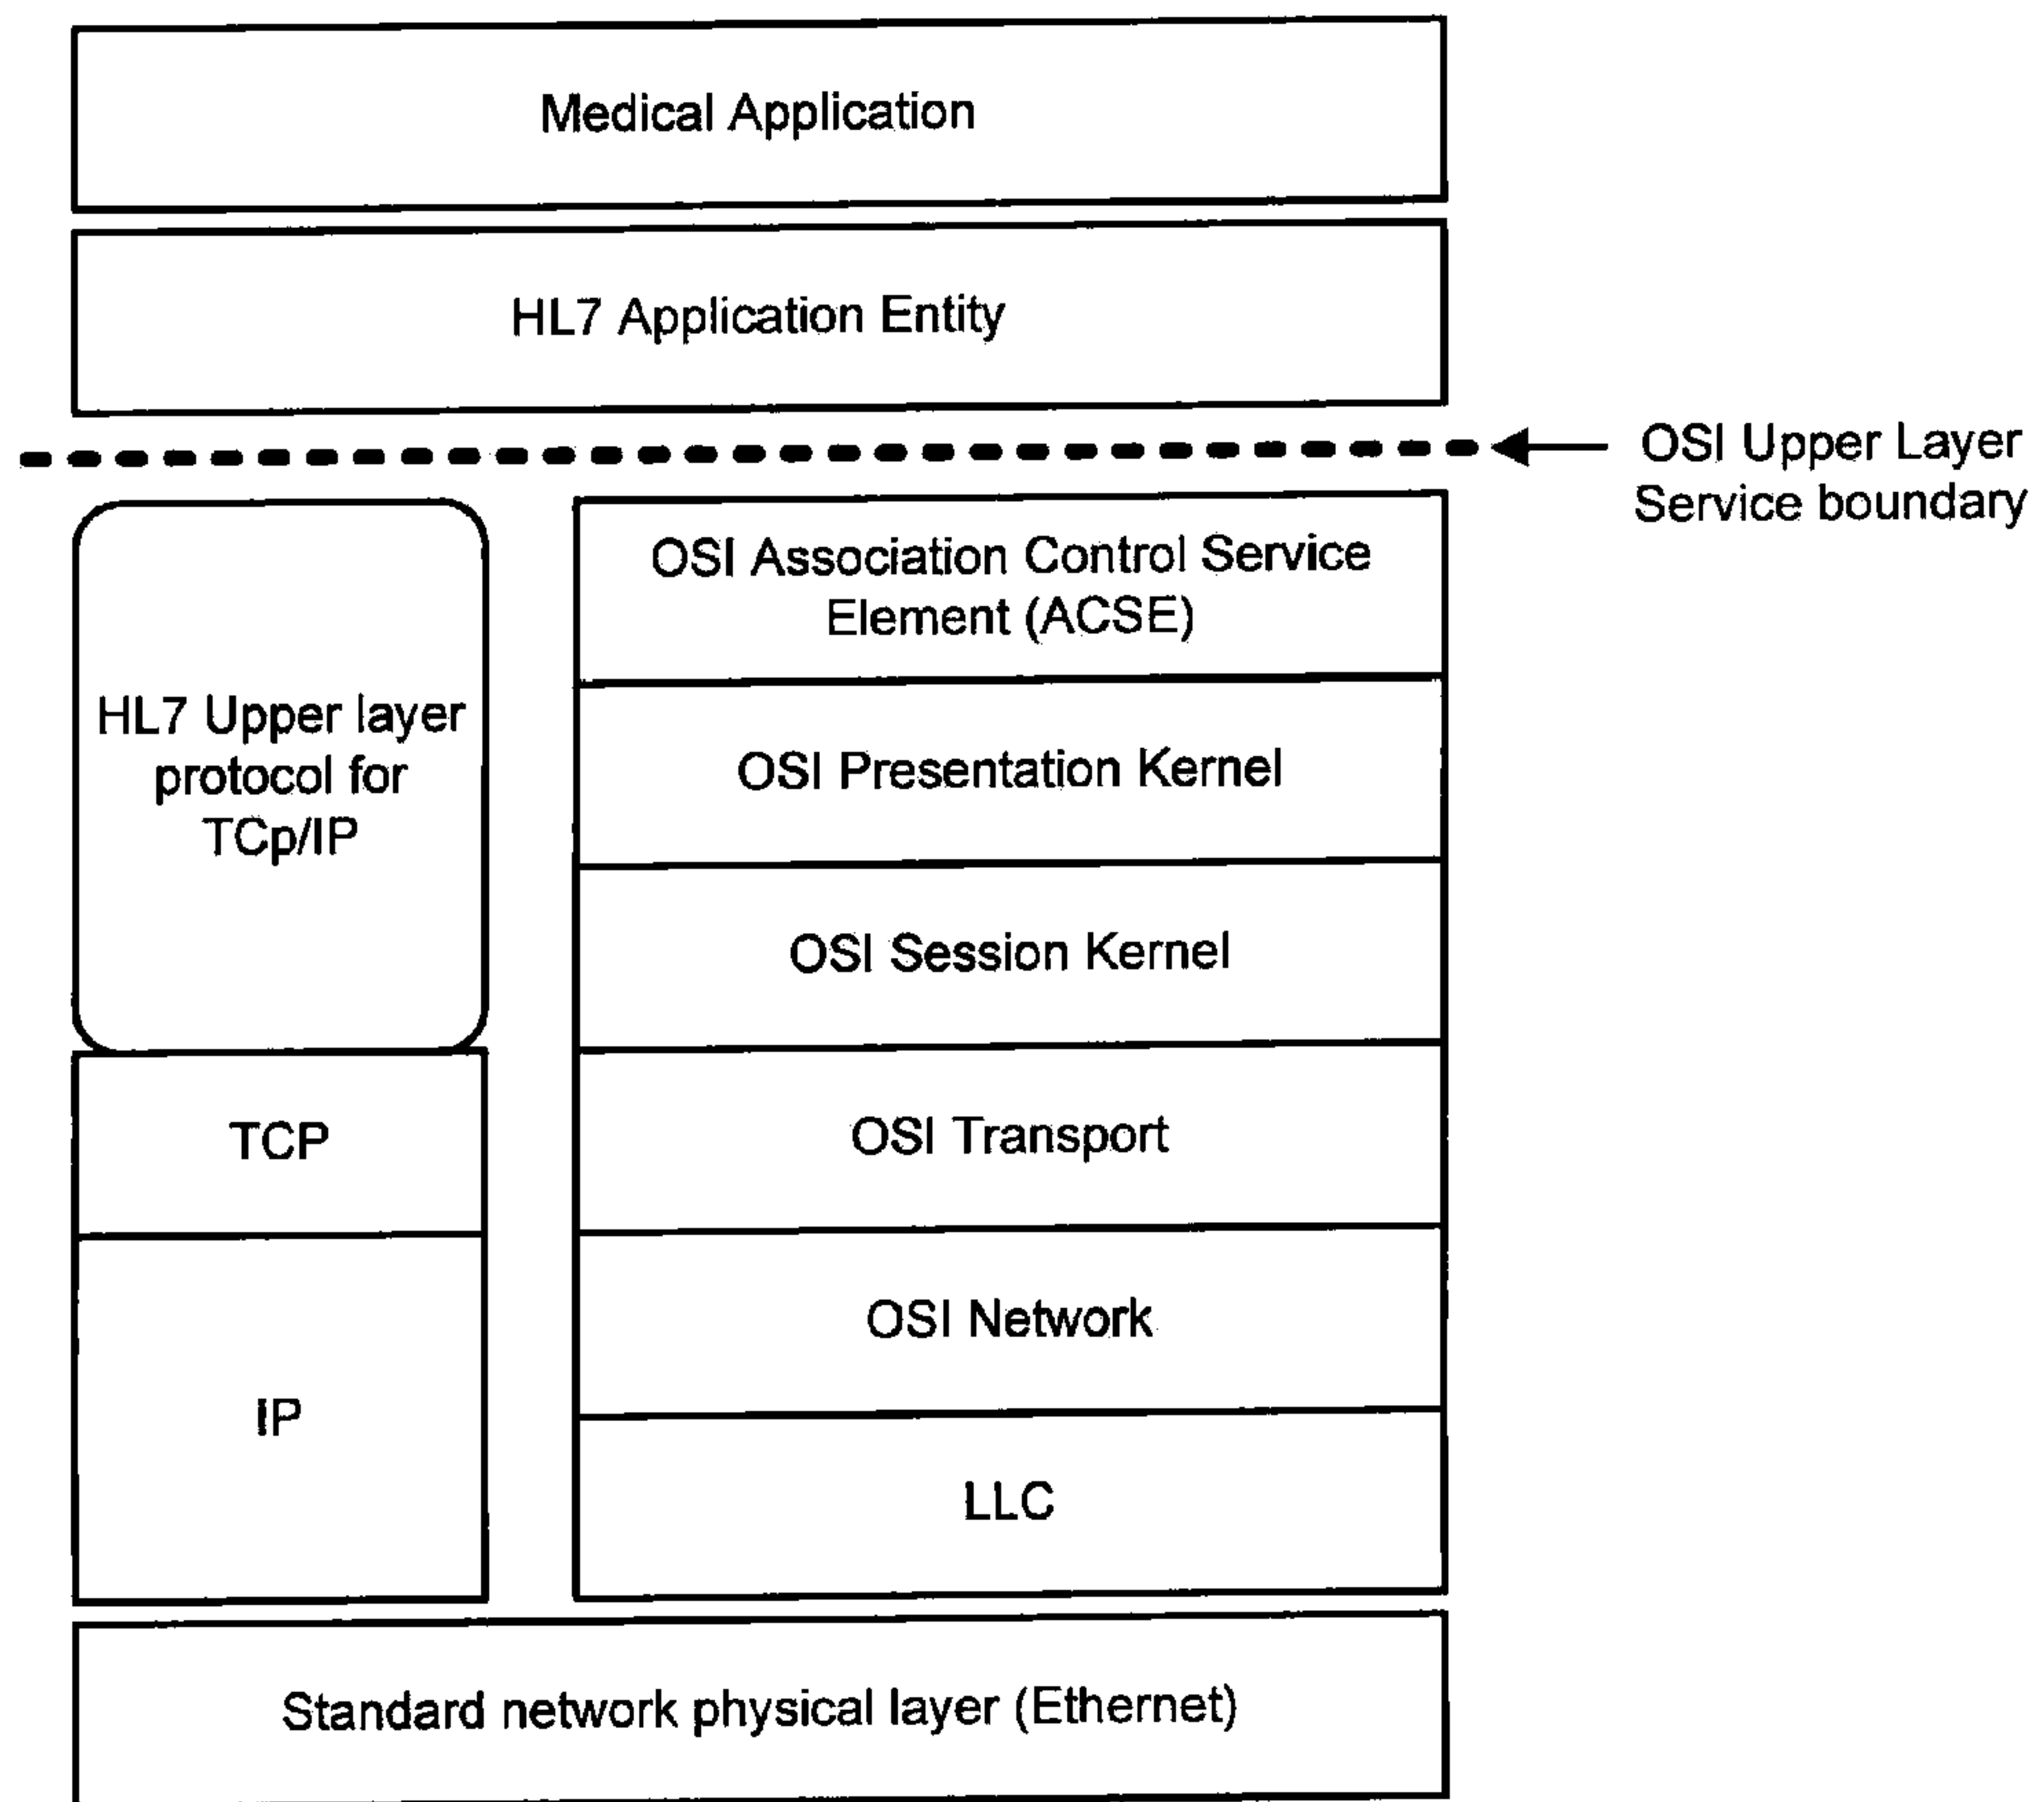 Medical Application
HL7 Application Entity
OSI Upper Layer
Service boundary
HL7 Upper layer
protocol for
TCp/IP
TCP
IP
OSI Association Control Service
Element (ACSE)
OSI Presentation Kernel
OSI Session Kernel
OSI Transport
OSI Network
LLC
Standard network physical layer (Ethernet)